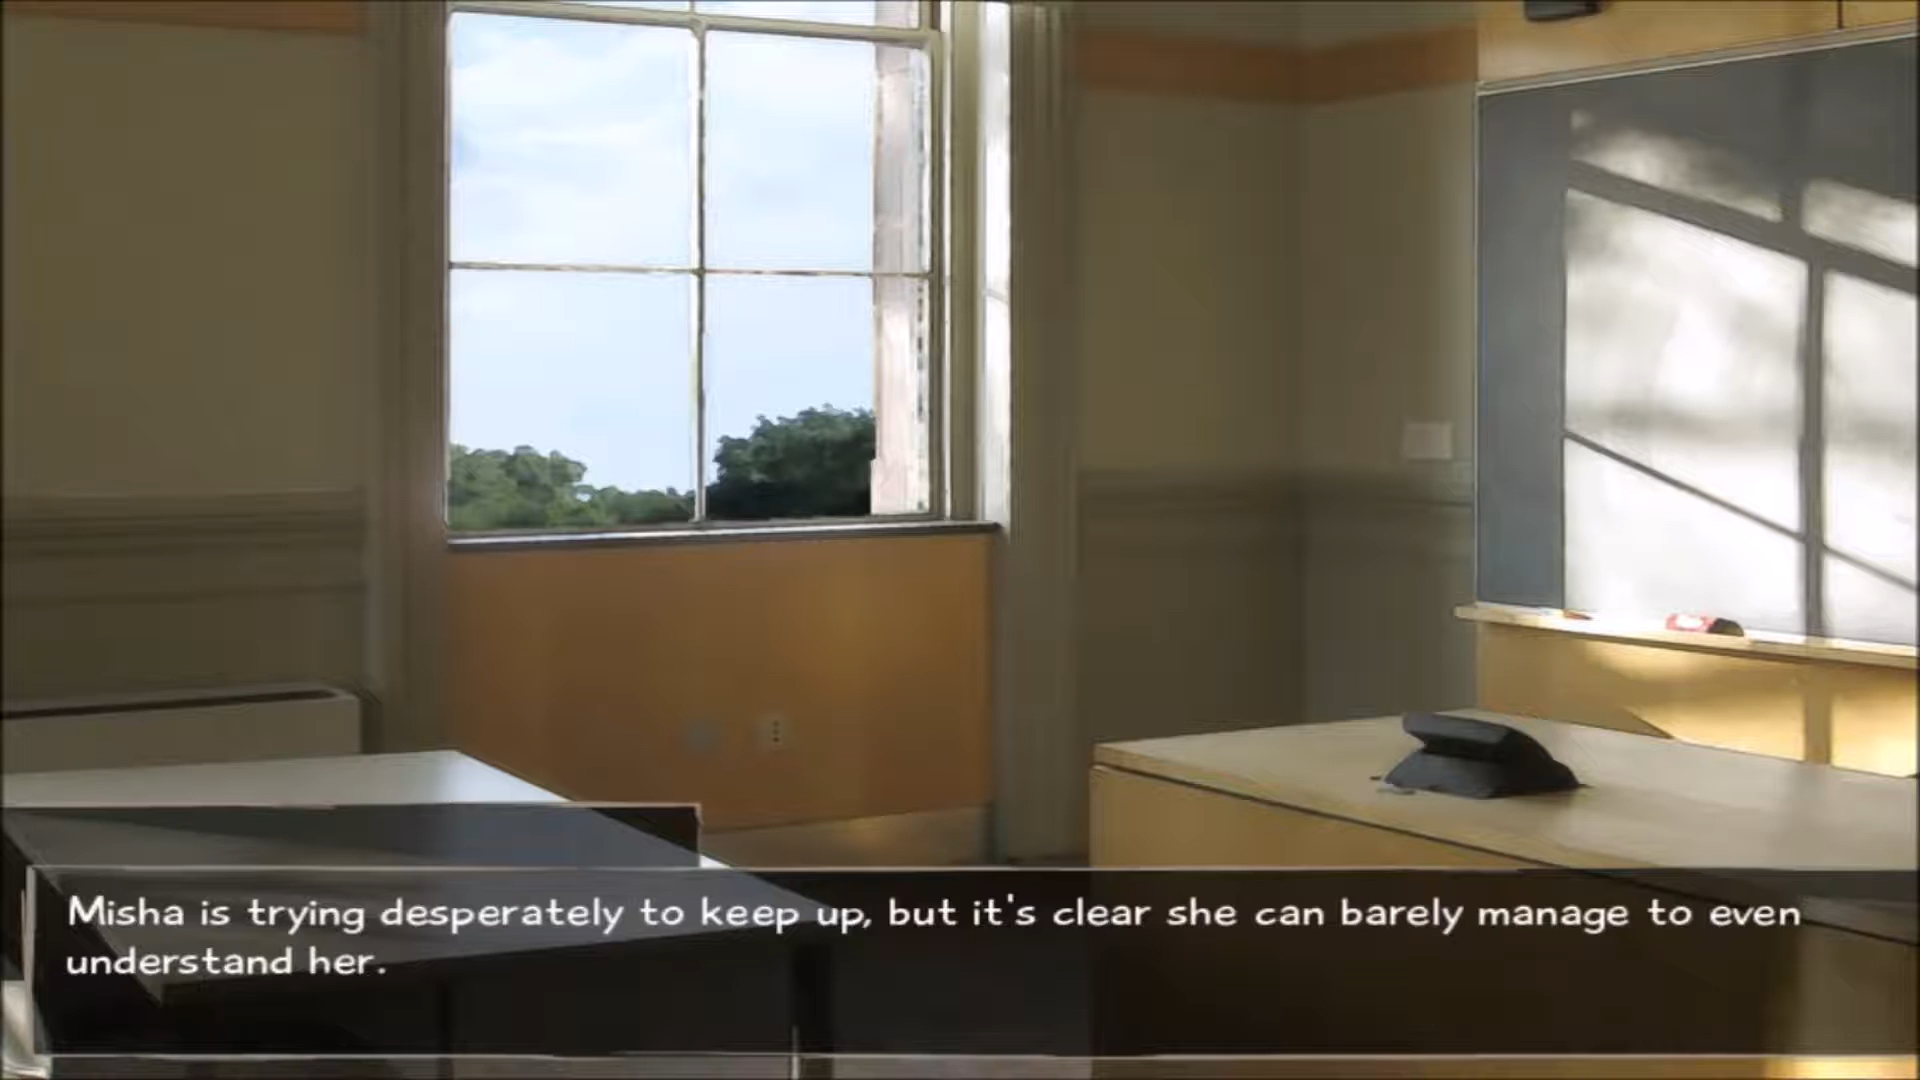 Misha is trying desperately to keep up, but it's clear she can barely manage to even
understand her.